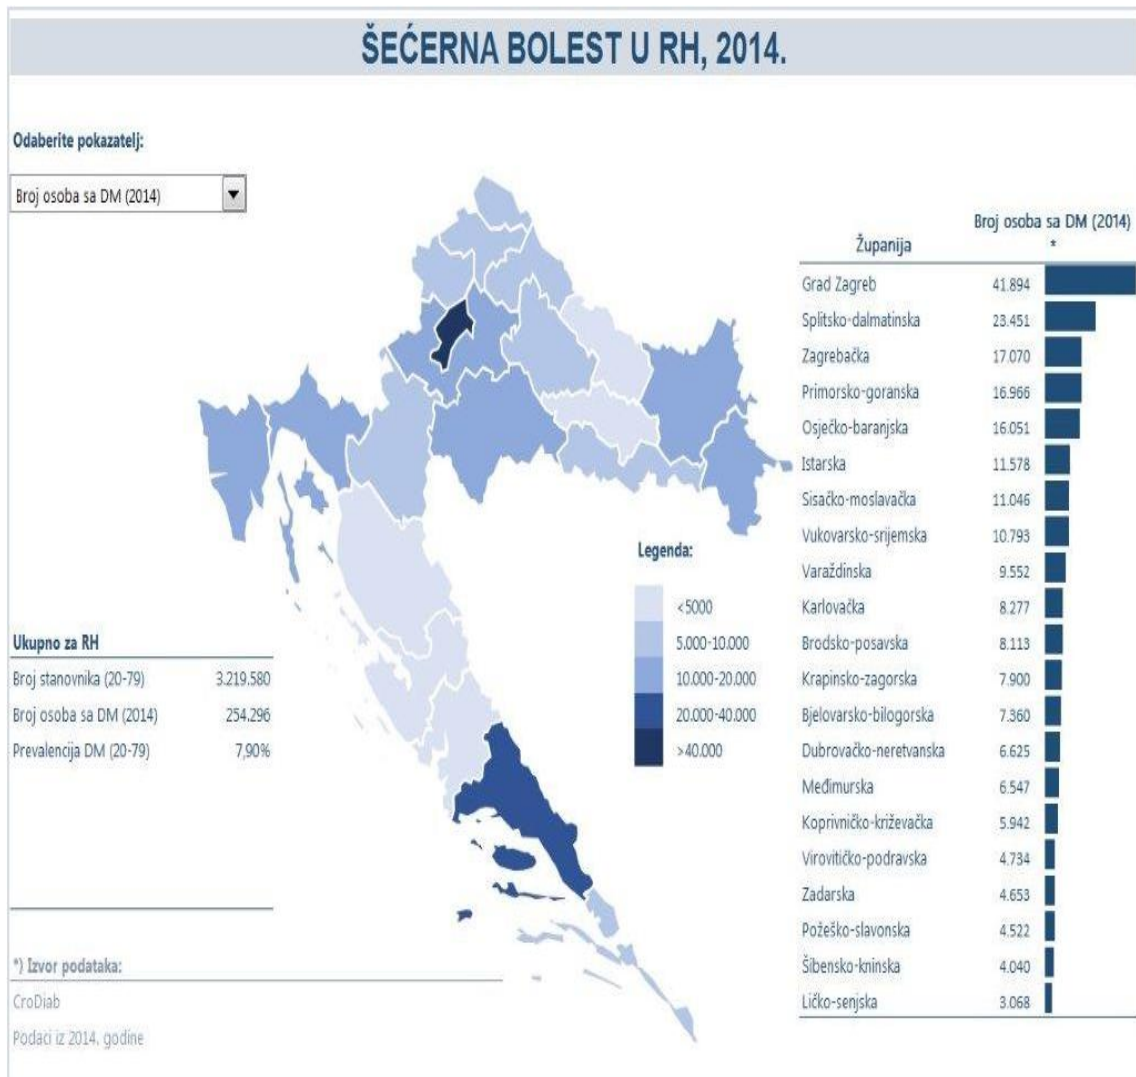 ŠEĆERNA BOLEST U RH, 2014.
Odaberite pokazatelj:
Broj osoba sa DM (2014)
Županija Broj osoba sa DM (2014) *
Grad Zagreb 41.894
Splitsko-dalmatinska 23.451
Zagrebačka 17.070
Primorsko-goranska 16.966
Osječko-baranjska 16.051
Istarska 11.578
Sisačko-moslavačka 11.046
Vukovarsko-srijemska 10.793
Varaždinska 9.552
Karlovačka 8.277
Brodsko-posavska 8.113
Krapinsko-zagorska 7.900
Bjelovarsko-bilogorska 7.360
Dubrovačko-neretvanska 6.625
Međimurska 6.547
Koprivničko-križevačka 5.942
Virovitičko-podravska 4.734
Zadarska 4.653
Požeško-slavonska 4.522
Šibensko-kninska 4.040
Ličko-senjska 3.068
Legenda:
<5000
5.000-10.000
10.000-20.000
20.000-40.000
>40.000
Ukupno za RH
Broj stanovnika (20-79) 3.219.580
Broj osoba sa DM (2014) 254.296
Prevalencija DM (20-79) 7,90%
*) Izvor podataka:
CroDiab
Podaci iz 2014. godine